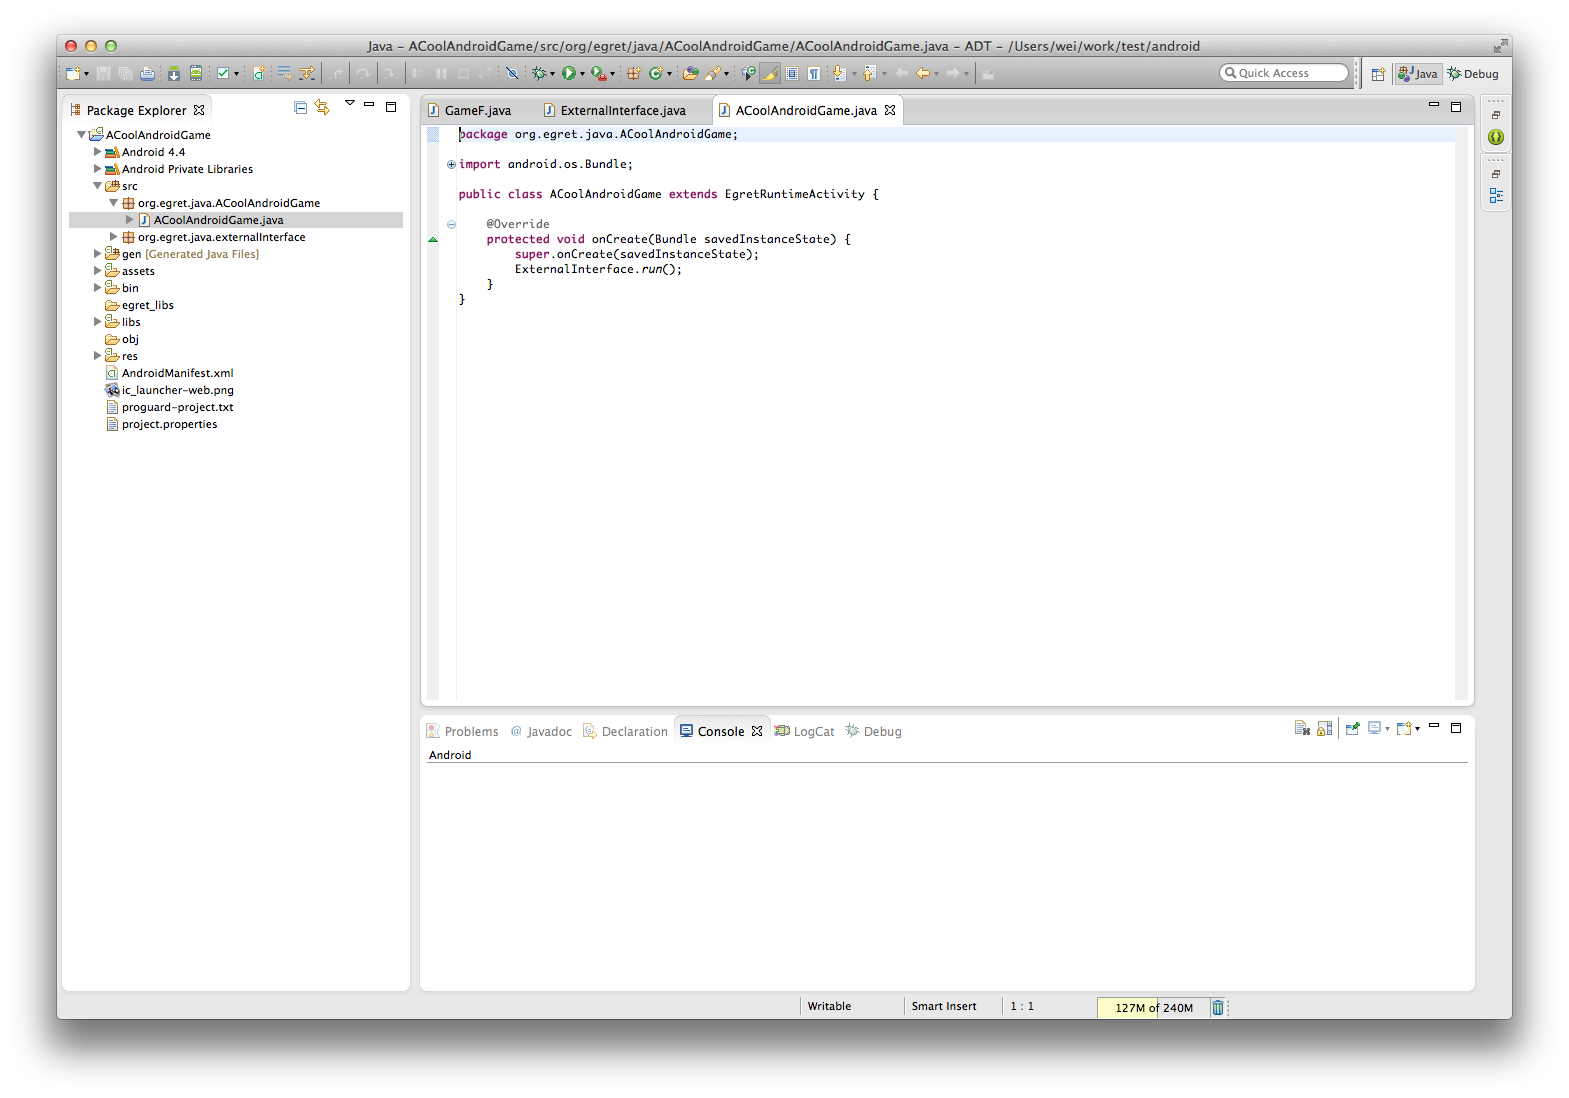 Java – ACoolAndroidGame/src/org/egret/java/ACoolAndroidGame/ACoolAndroidGame.java – ADT – /Users/wei/work/test/android
Quick Access
Java
Debug
Package Explorer
ACoolAndroidGame
Android 4.4
Android Private Libraries
src
org.egret.java.ACoolAndroidGame
ACoolAndroidGame.java
org.egret.java.externalInterface
gen [Generated Java Files]
assets
bin
egret_libs
libs
obj
res
AndroidManifest.xml
ic_launcher-web.png
proguard-project.txt
project.properties
GameF.java
ExternalInterface.java
ACoolAndroidGame.java
package org.egret.java.ACoolAndroidGame;
import android.os.Bundle;
public class ACoolAndroidGame extends EgretRuntimeActivity {
@Override
protected void onCreate(Bundle savedInstanceState) {
super.onCreate(savedInstanceState);
ExternalInterface.run();
}
}
Problems
@ Javadoc
Declaration
Console
LogCat
Debug
Android
Writable
Smart Insert
1 : 1
127M of 240M